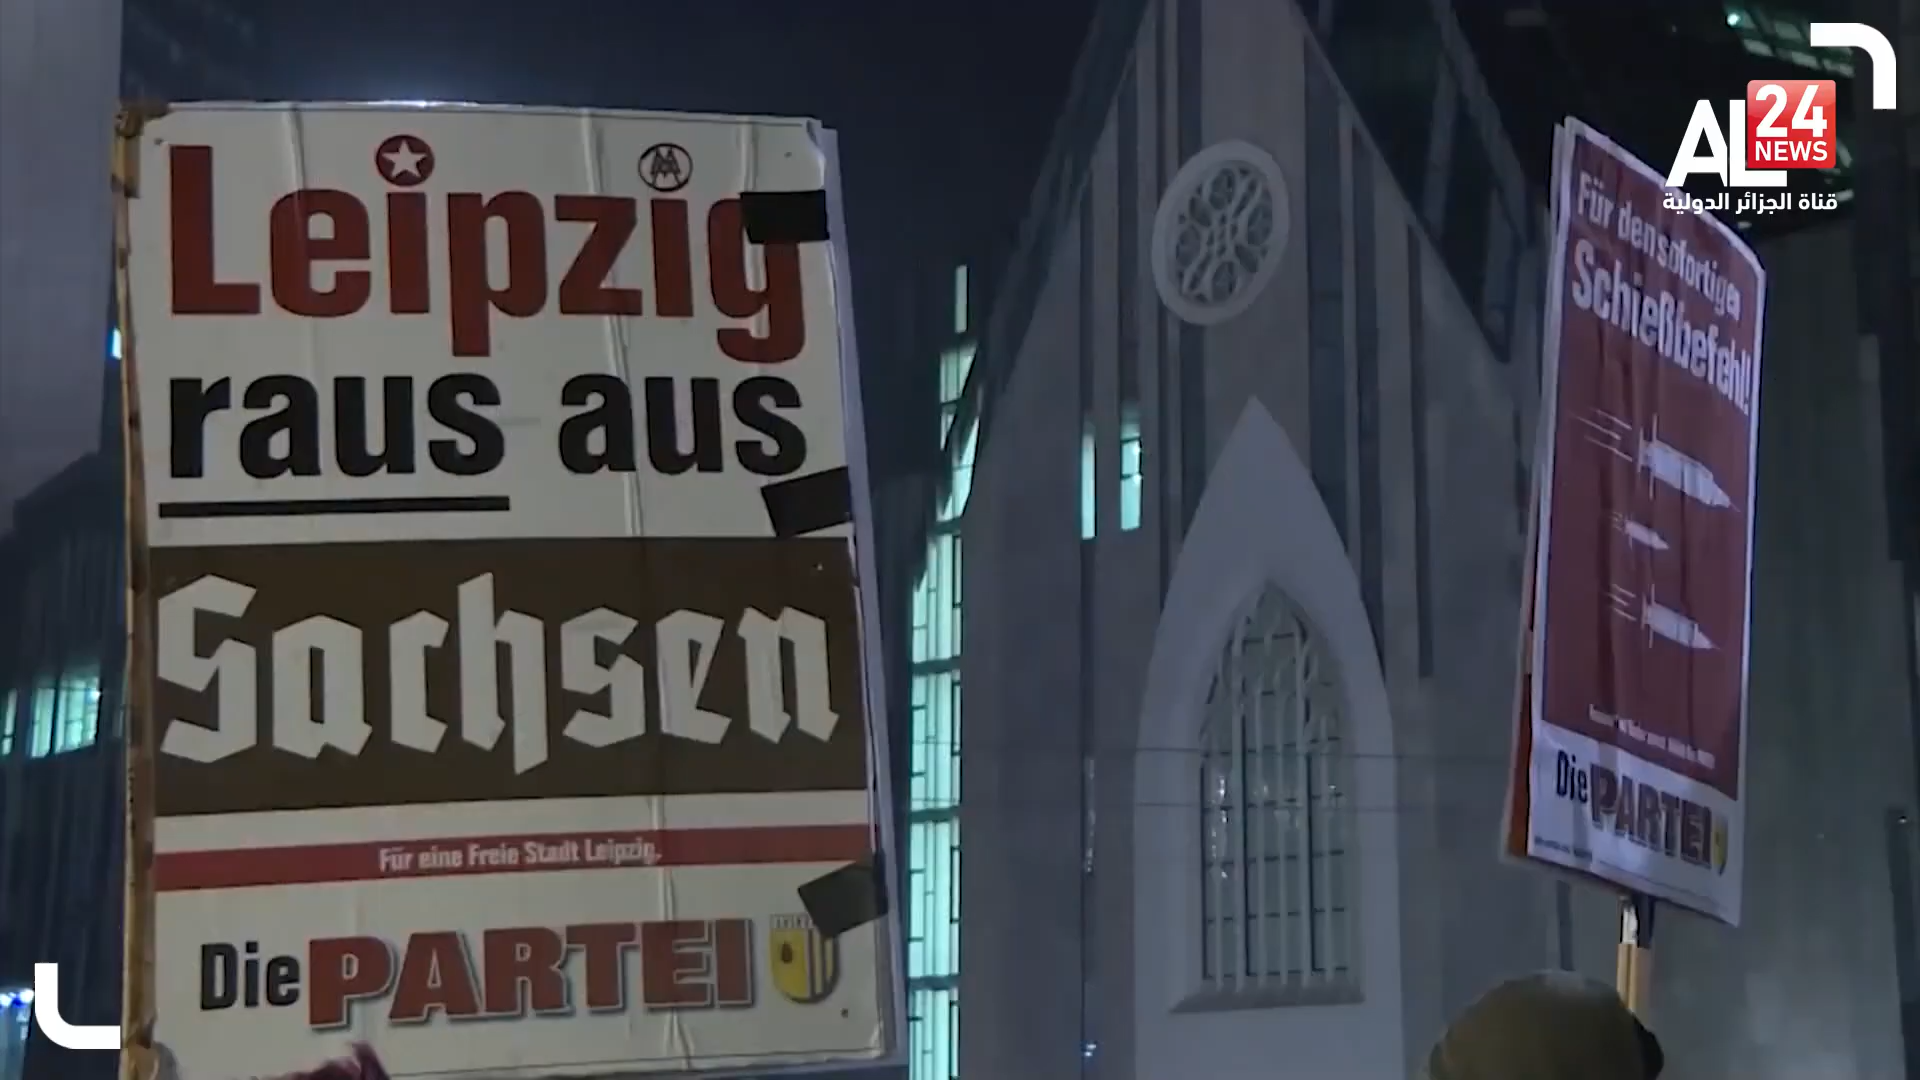 Leipzig
raus aus
Sachsen
Für eine Freie Stadt Leipzig.
Die PARTEI
Für den sofortigen
Schießbefehl!
Die PARTEI
AL 24 NEWS
قناة الجزائر الدولية